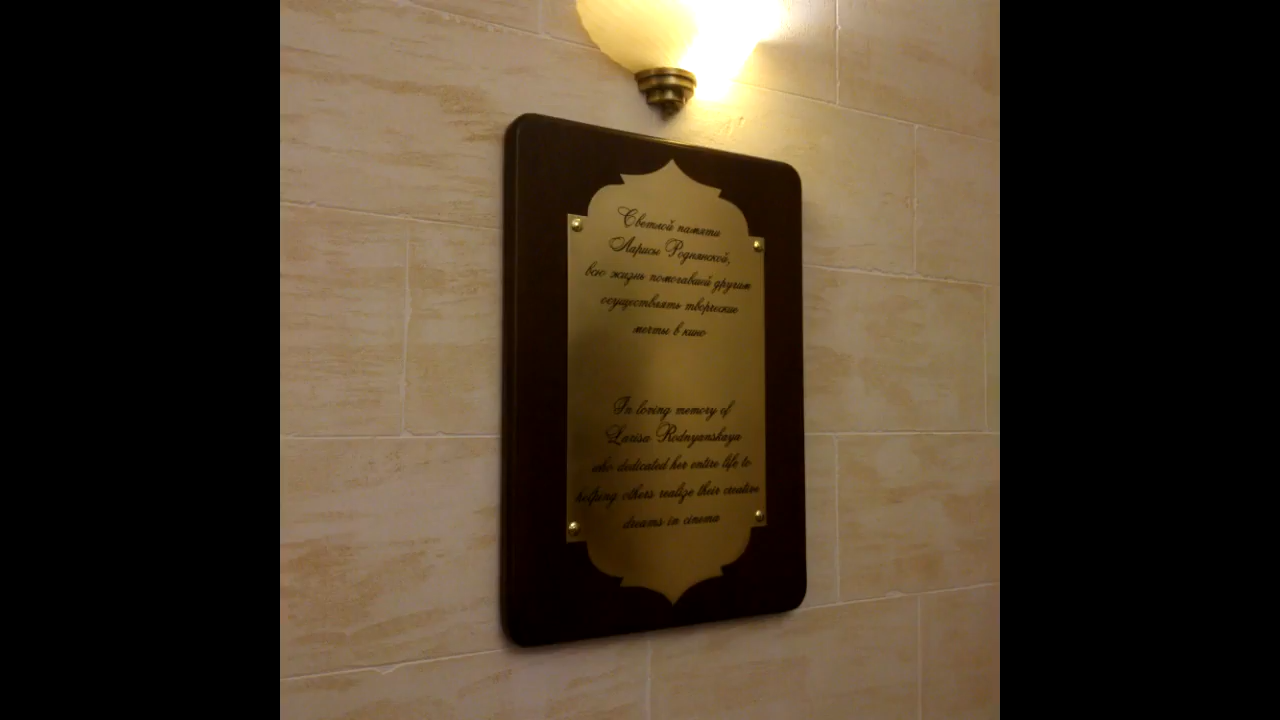 Светлой памяти
Ларисы Роднянской,
всю жизнь помогавшей другим
осуществлять творческие
мечты в кино
In loving memory of
Larisa Rodnyanskaya
who dedicated her entire life to
helping others realize their creative
dreams in cinema